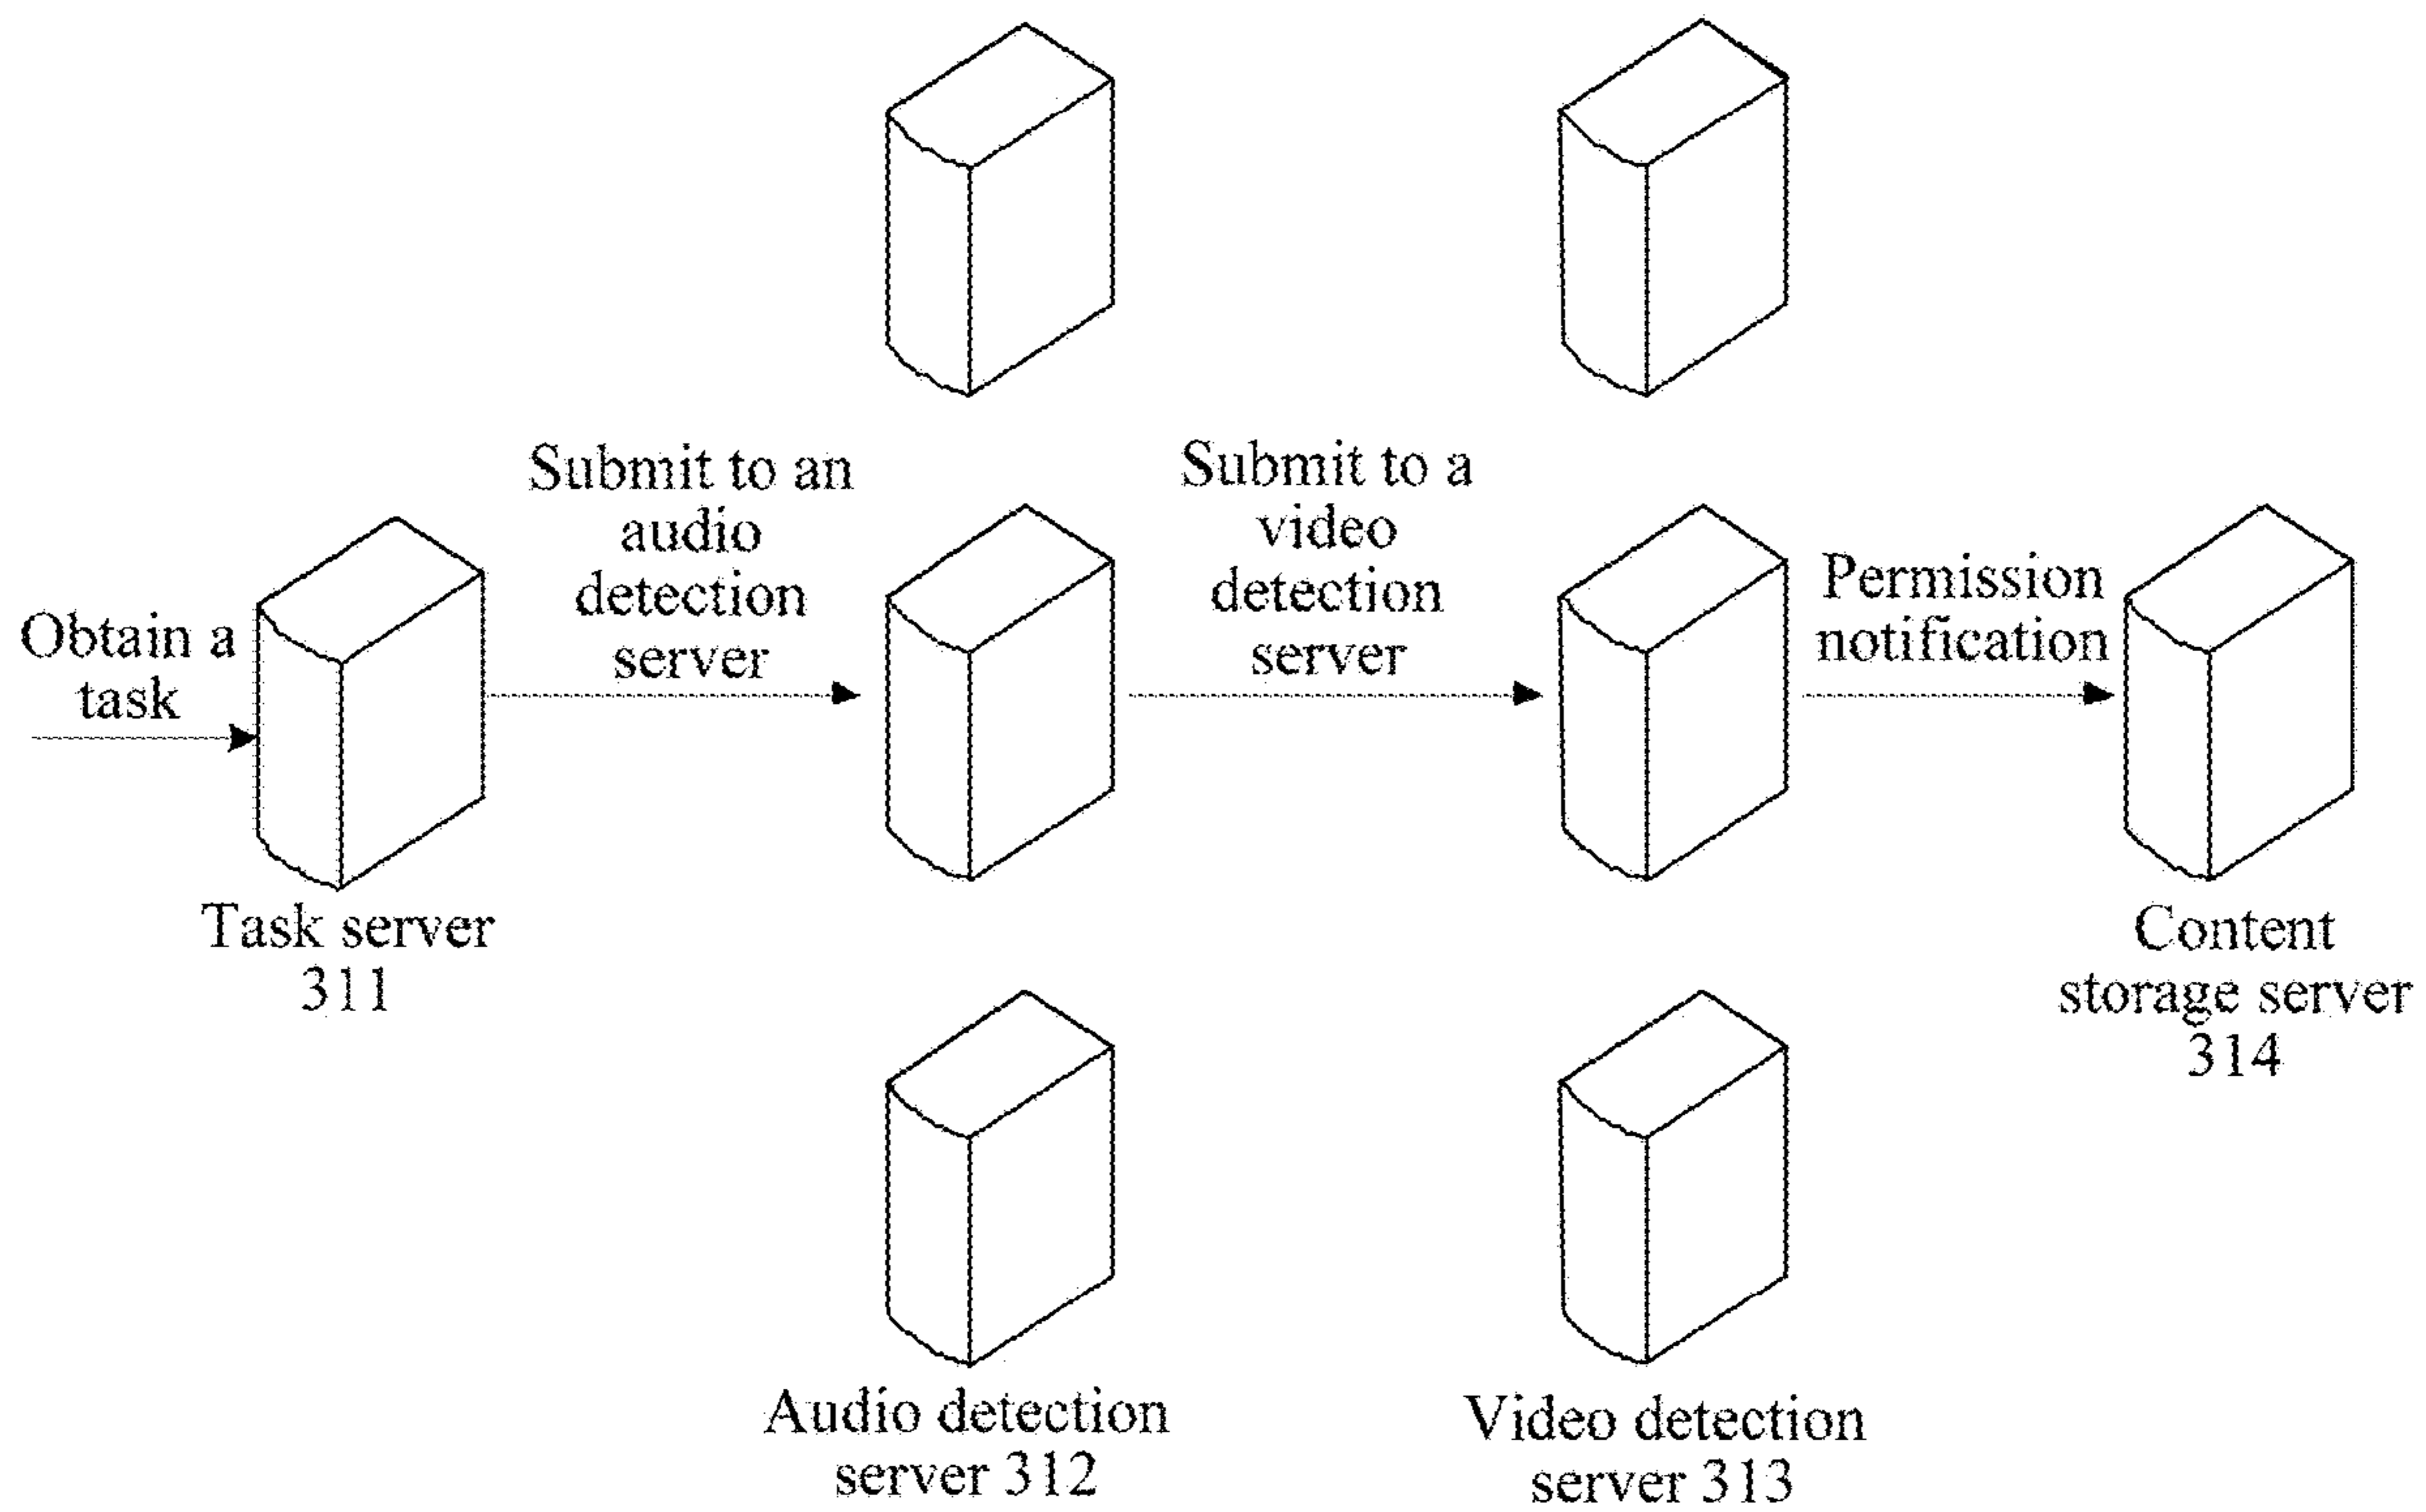 Obtain a
task
Submit to an
audio
detection
server
Submit to a
video
detection
server
Permission
notification
Task server
311
Content
storage server
314
Audio detection
server 312
Video detection
server 313